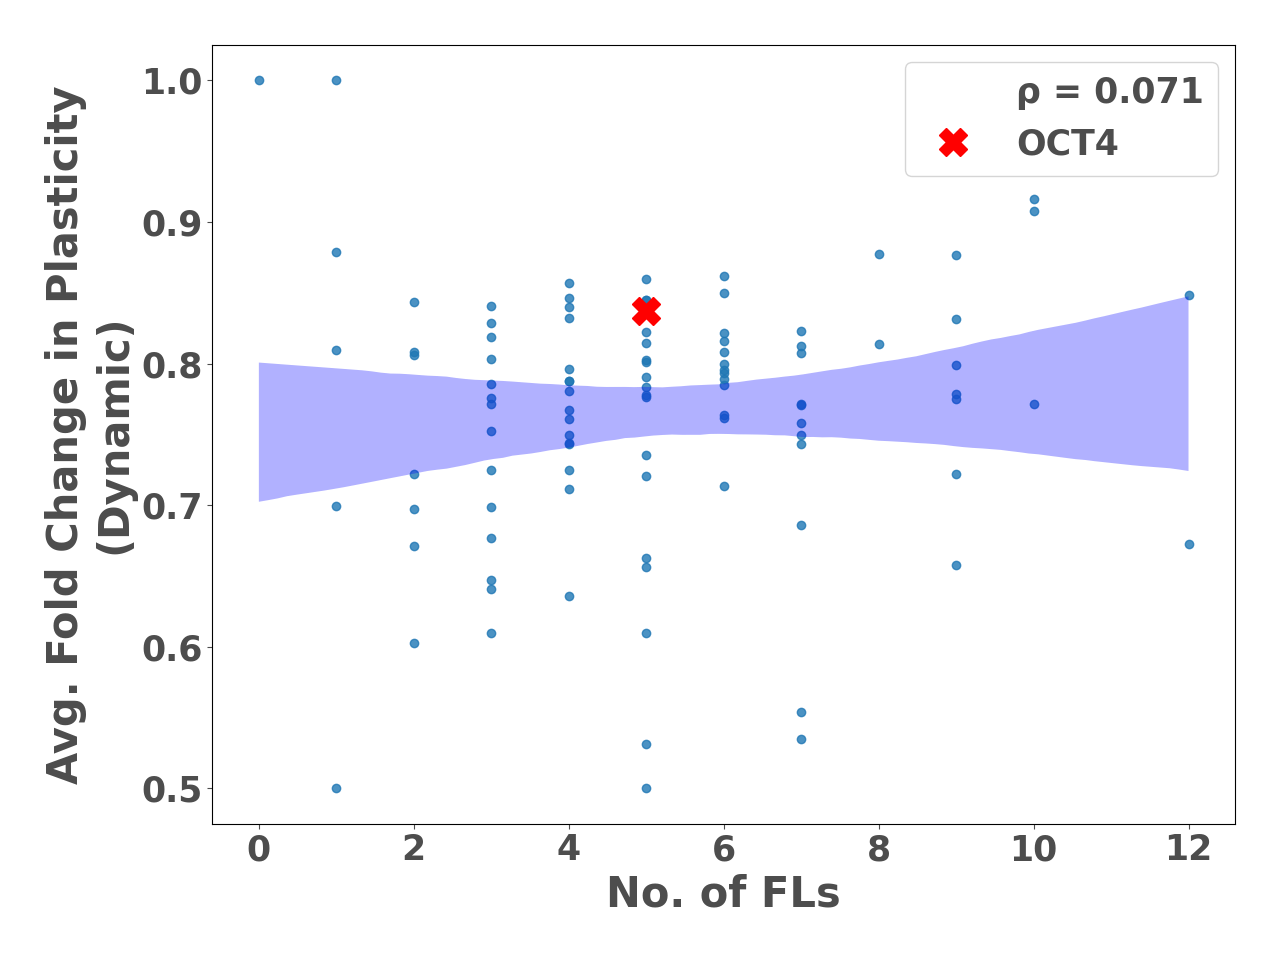 Avg. Fold Change in Plasticity
(Dynamic)
1.0
0.9
0.8
0.7
0.6
0.5
ρ = 0.071
OCT4
0 2 4 6 8 10 12
No. of FLs